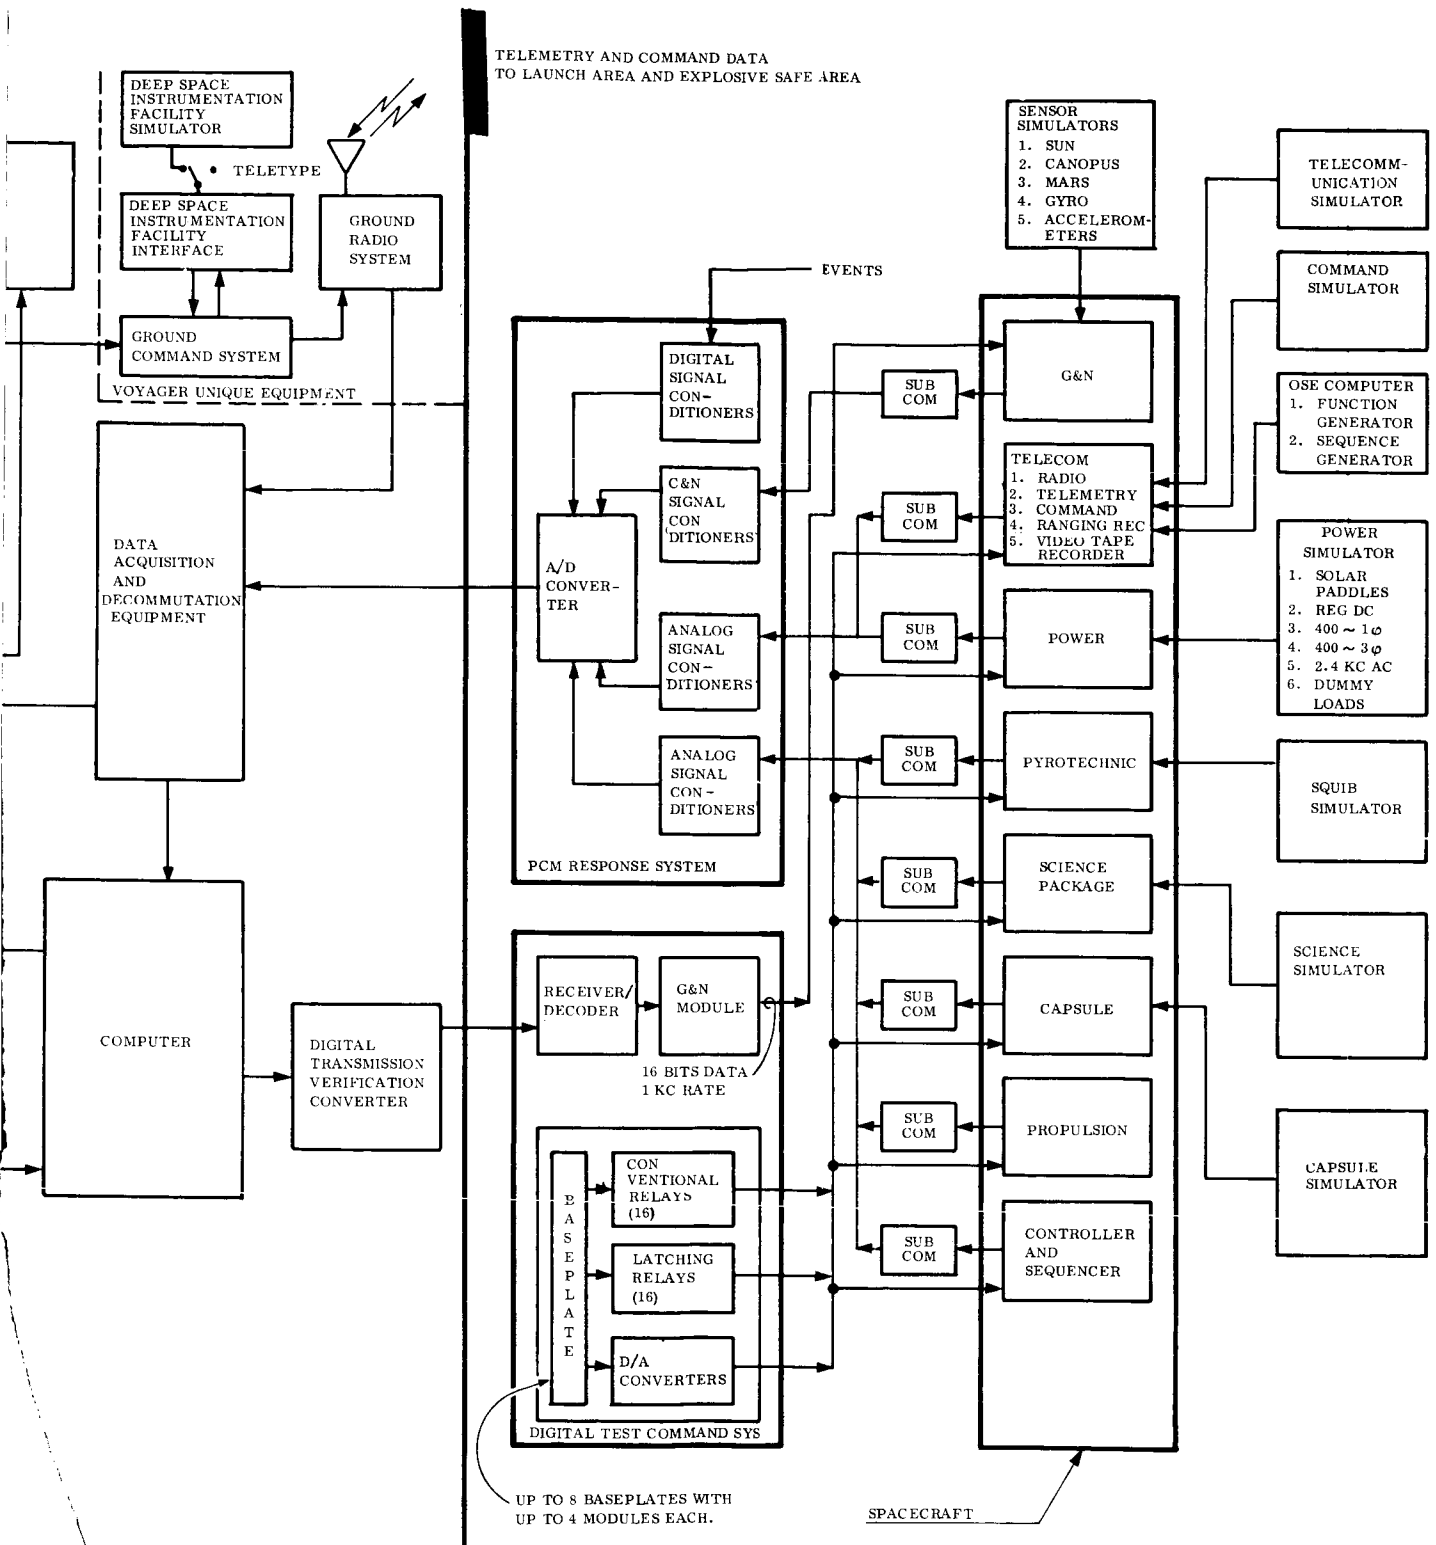 TELEMETRY AND COMMAND DATA
TO LAUNCH AREA AND EXPLOSIVE SAFE AREA
DEEP SPACE
INSTRUMENTATION
FACILITY
SIMULATOR
TELETYPE
DEEP SPACE
INSTRUMENTATION
FACILITY
INTERFACE
GROUND
RADIO
SYSTEM
GROUND
COMMAND SYSTEM
VOYAGER UNIQUE EQUIPMENT
DATA
ACQUISITION
AND
DECOMMUTATION
EQUIPMENT
COMPUTER
DIGITAL
TRANSMISSION
VERIFICATION
CONVERTER
EVENTS
DIGITAL
SIGNAL
CON-
DITIONERS
C&N
SIGNAL
CON
DITIONERS
A/D
CONVER-
TER
ANALOG
SIGNAL
CON-
DITIONERS
ANALOG
SIGNAL
CON-
DITIONERS
PCM RESPONSE SYSTEM
RECEIVER/
DECODER
G&N
MODULE
16 BITS DATA
1 KC RATE
BASEPLATE
CON
VENTIONAL
RELAYS
(16)
LATCHING
RELAYS
(16)
D/A
CONVERTERS
DIGITAL TEST COMMAND SYS
UP TO 8 BASEPLATES WITH
UP TO 4 MODULES EACH.
SUB
COM
SUB
COM
SUB
COM
SUB
COM
SUB
COM
SUB
COM
SUB
COM
SUB
COM
SENSOR
SIMULATORS
1. SUN
2. CANOPUS
3. MARS
4. GYRO
5. ACCELEROM-
ETERS
G&N
TELECOM
1. RADIO
2. TELEMETRY
3. COMMAND
4. RANGING REC
5. VIDEO TAPE
RECORDER
POWER
PYROTECHNIC
SCIENCE
PACKAGE
CAPSULE
PROPULSION
CONTROLLER
AND
SEQUENCER
SPACECRAFT
TELECOMM-
UNICATION
SIMULATOR
COMMAND
SIMULATOR
OSE COMPUTER
1. FUNCTION
GENERATOR
2. SEQUENCE
GENERATOR
POWER
SIMULATOR
1. SOLAR
PADDLES
2. REG DC
3. 400 ~ 1φ
4. 400 ~ 3φ
5. 2.4 KC AC
6. DUMMY
LOADS
SQUIB
SIMULATOR
SCIENCE
SIMULATOR
CAPSULE
SIMULATOR